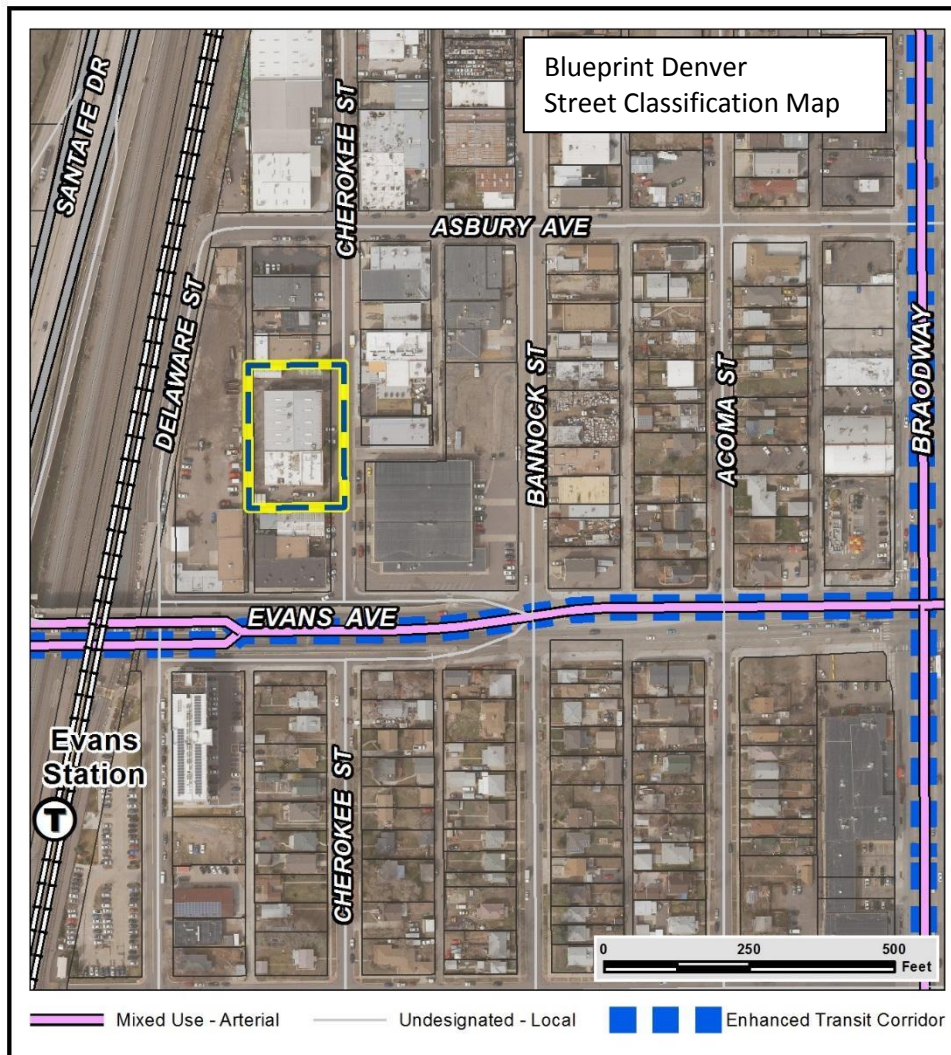 Blueprint Denver
Street Classification Map
SANTAFE DR
CHEROKEE ST
ASBURY AVE
DELAWARE ST
BANNOCK ST
ACOMA ST
BRAODWAY
EVANS AVE
Evans
Station
T
CHEROKEE ST
0 250 500
Feet
Mixed Use - Arterial
Undesignated - Local
Enhanced Transit Corridor